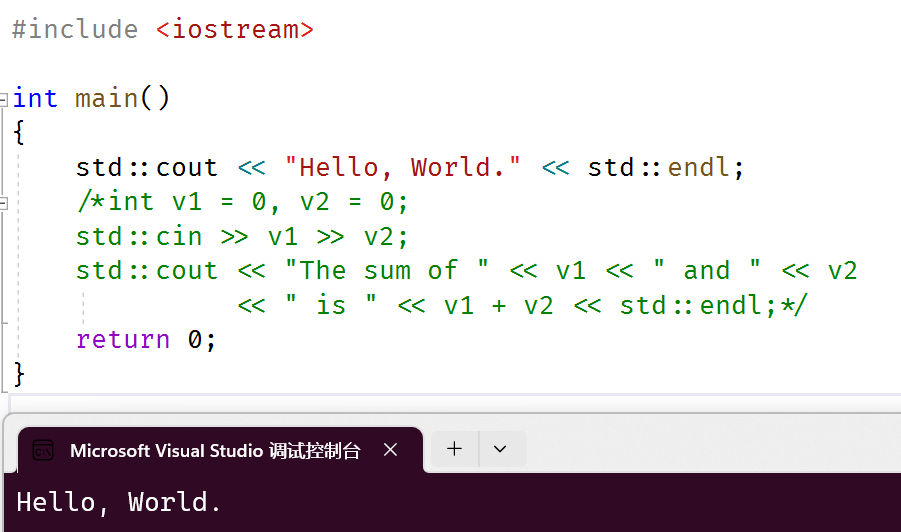 #include <iostream>
int main()
{
std::cout << "Hello, World." << std::endl;
/*int v1 = 0, v2 = 0;
std::cin >> v1 >> v2;
std::cout << "The sum of " << v1 << " and " << v2
<< " is " << v1 + v2 << std::endl;*/
return 0;
}
Microsoft Visual Studio 调试控制台
Hello, World.